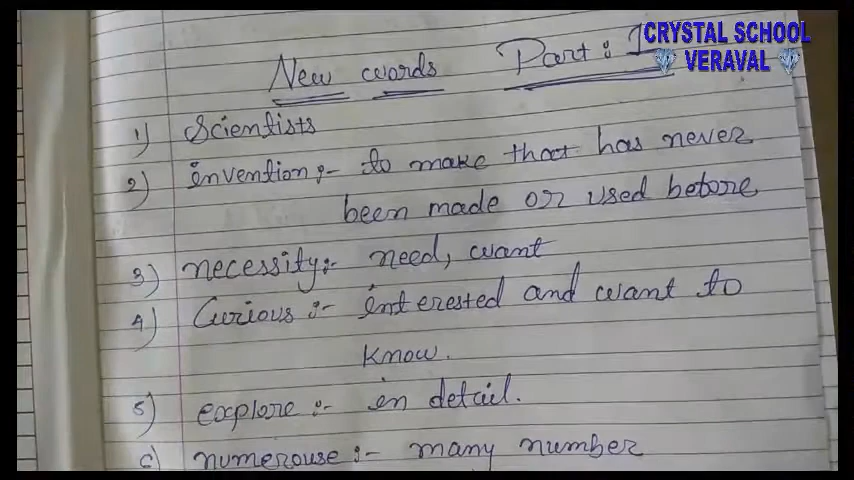 CRYSTAL SCHOOL
VERAVAL
New words Part: I
1) Scientists
2) invention :- to make that has never
been made or used before
3) necessity :- need, want
4) Curious :- interested and want to
know.
5) explore :- in detail.
6) numerouse :- many number